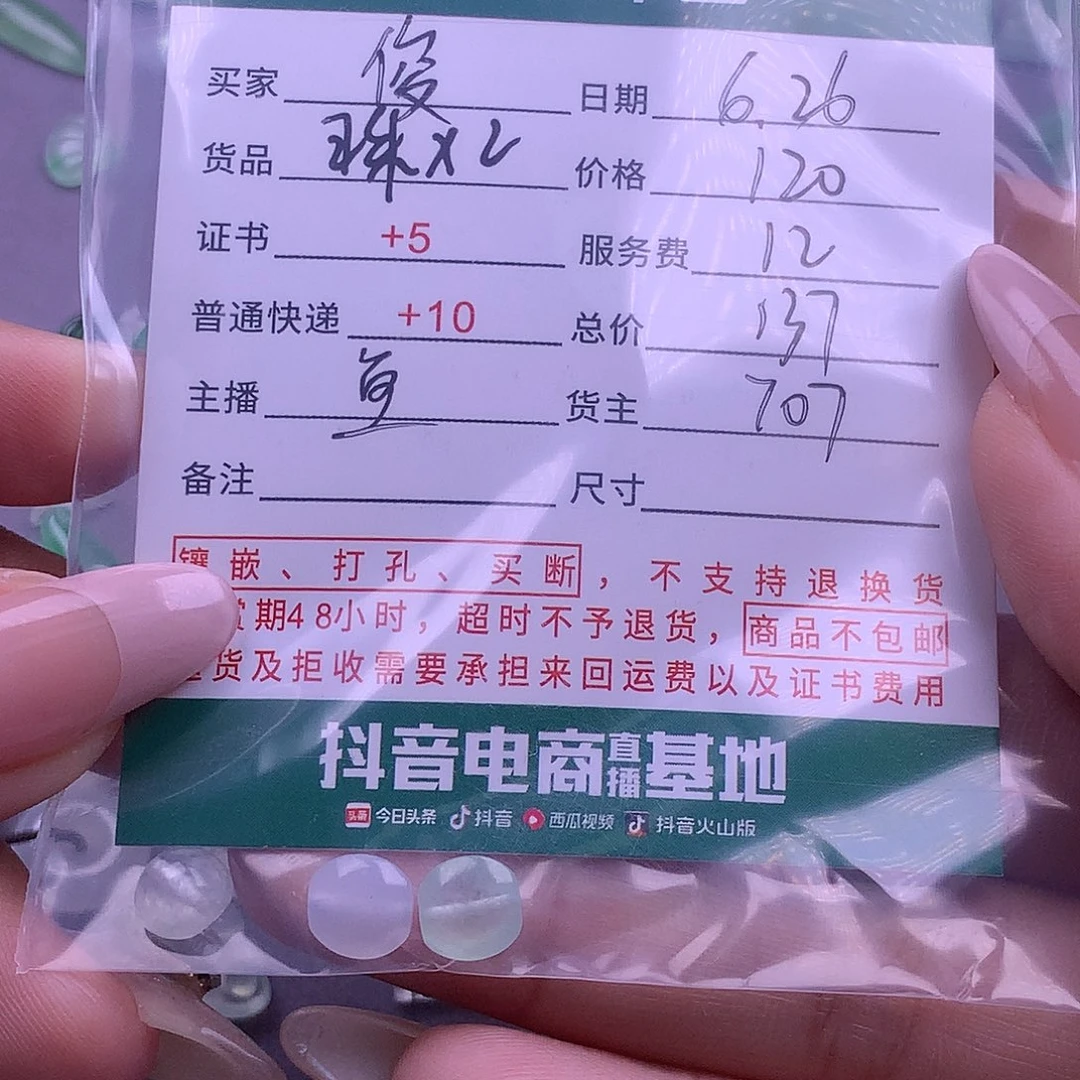 买家 俊 日期 6.26
货品 珠x2 价格 120
证书 +5 服务费 12
普通快递 +10 总价 137
主播 货主 707
备注 尺寸
镶嵌、打孔、买断，不支持退换货
期48小时，超时不予退货，商品不包邮
货及拒收需要承担来回运费以及证书费用
抖音电商直播基地
头条 今日头条 抖音 西瓜视频 抖音火山版